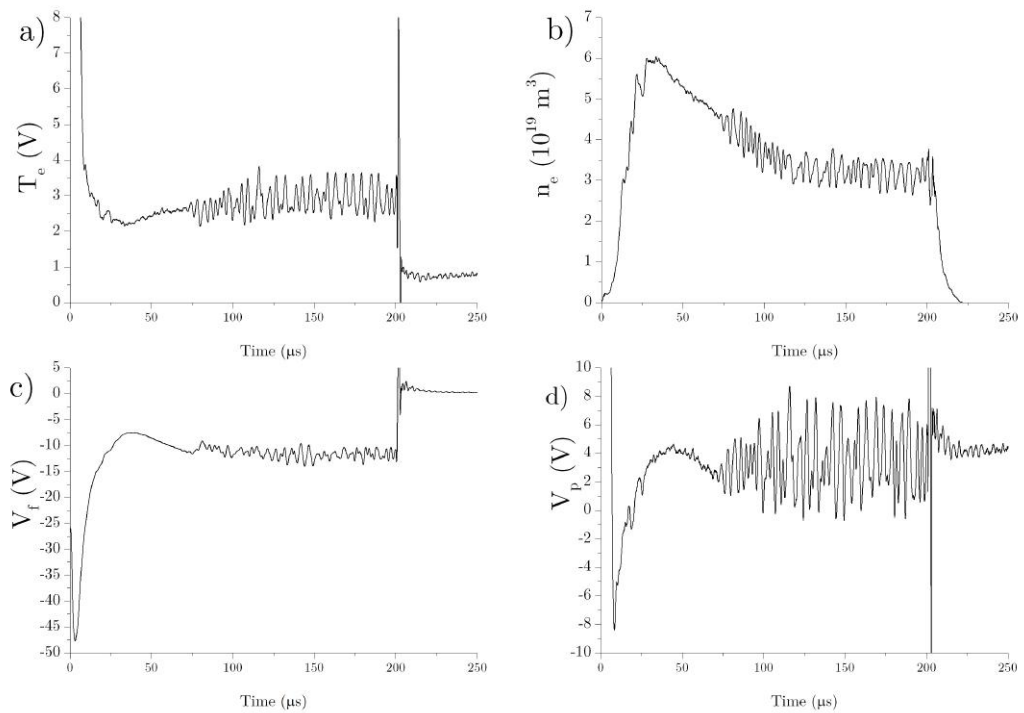 a)
T_e (V)
8
7
6
5
4
3
2
1
0
0 50 100 150 200 250
Time (μs)
b)
n_e (10^19 m^3)
7
6
5
4
3
2
1
0
0 50 100 150 200 250
Time (μs)
c)
V_f (V)
5
0
-5
-10
-15
-20
-25
-30
-35
-40
-45
-50
0 50 100 150 200 250
Time (μs)
d)
V_p (V)
10
8
6
4
2
0
-2
-4
-6
-8
-10
0 50 100 150 200 250
Time (μs)